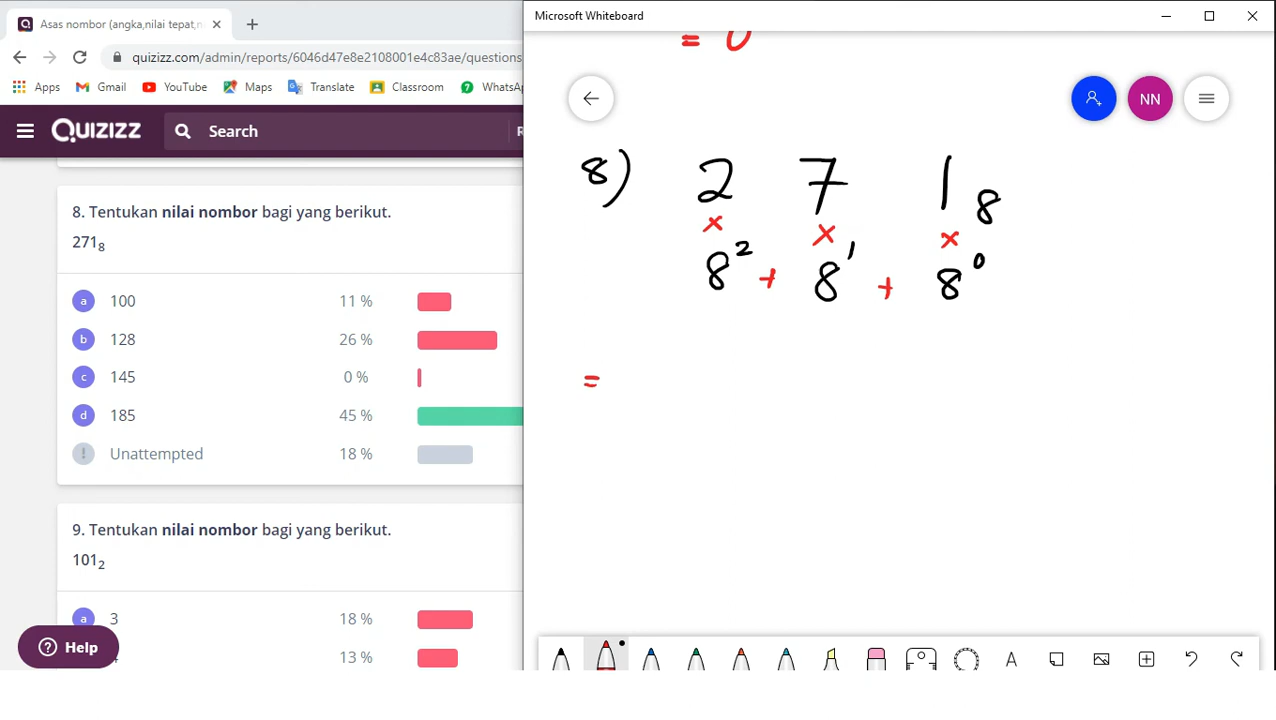 Asas nombor (angka,nilai tepat,n
Microsoft Whiteboard
quizizz.com/admin/reports/6046d47e8e2108001e4c83ae/questions
Apps Gmail YouTube Maps Translate Classroom WhatsA
QUIZIZZ Search R
= 0
NN
8. Tentukan nilai nombor bagi yang berikut.
271₈
a 100 11 %
b 128 26 %
c 145 0 %
d 185 45 %
! Unattempted 18 %
9. Tentukan nilai nombor bagi yang berikut.
101₂
a 3 18 %
13 %
Help
8) 2 7 1₈
× × ×
8² + 8¹ + 8⁰
=
A